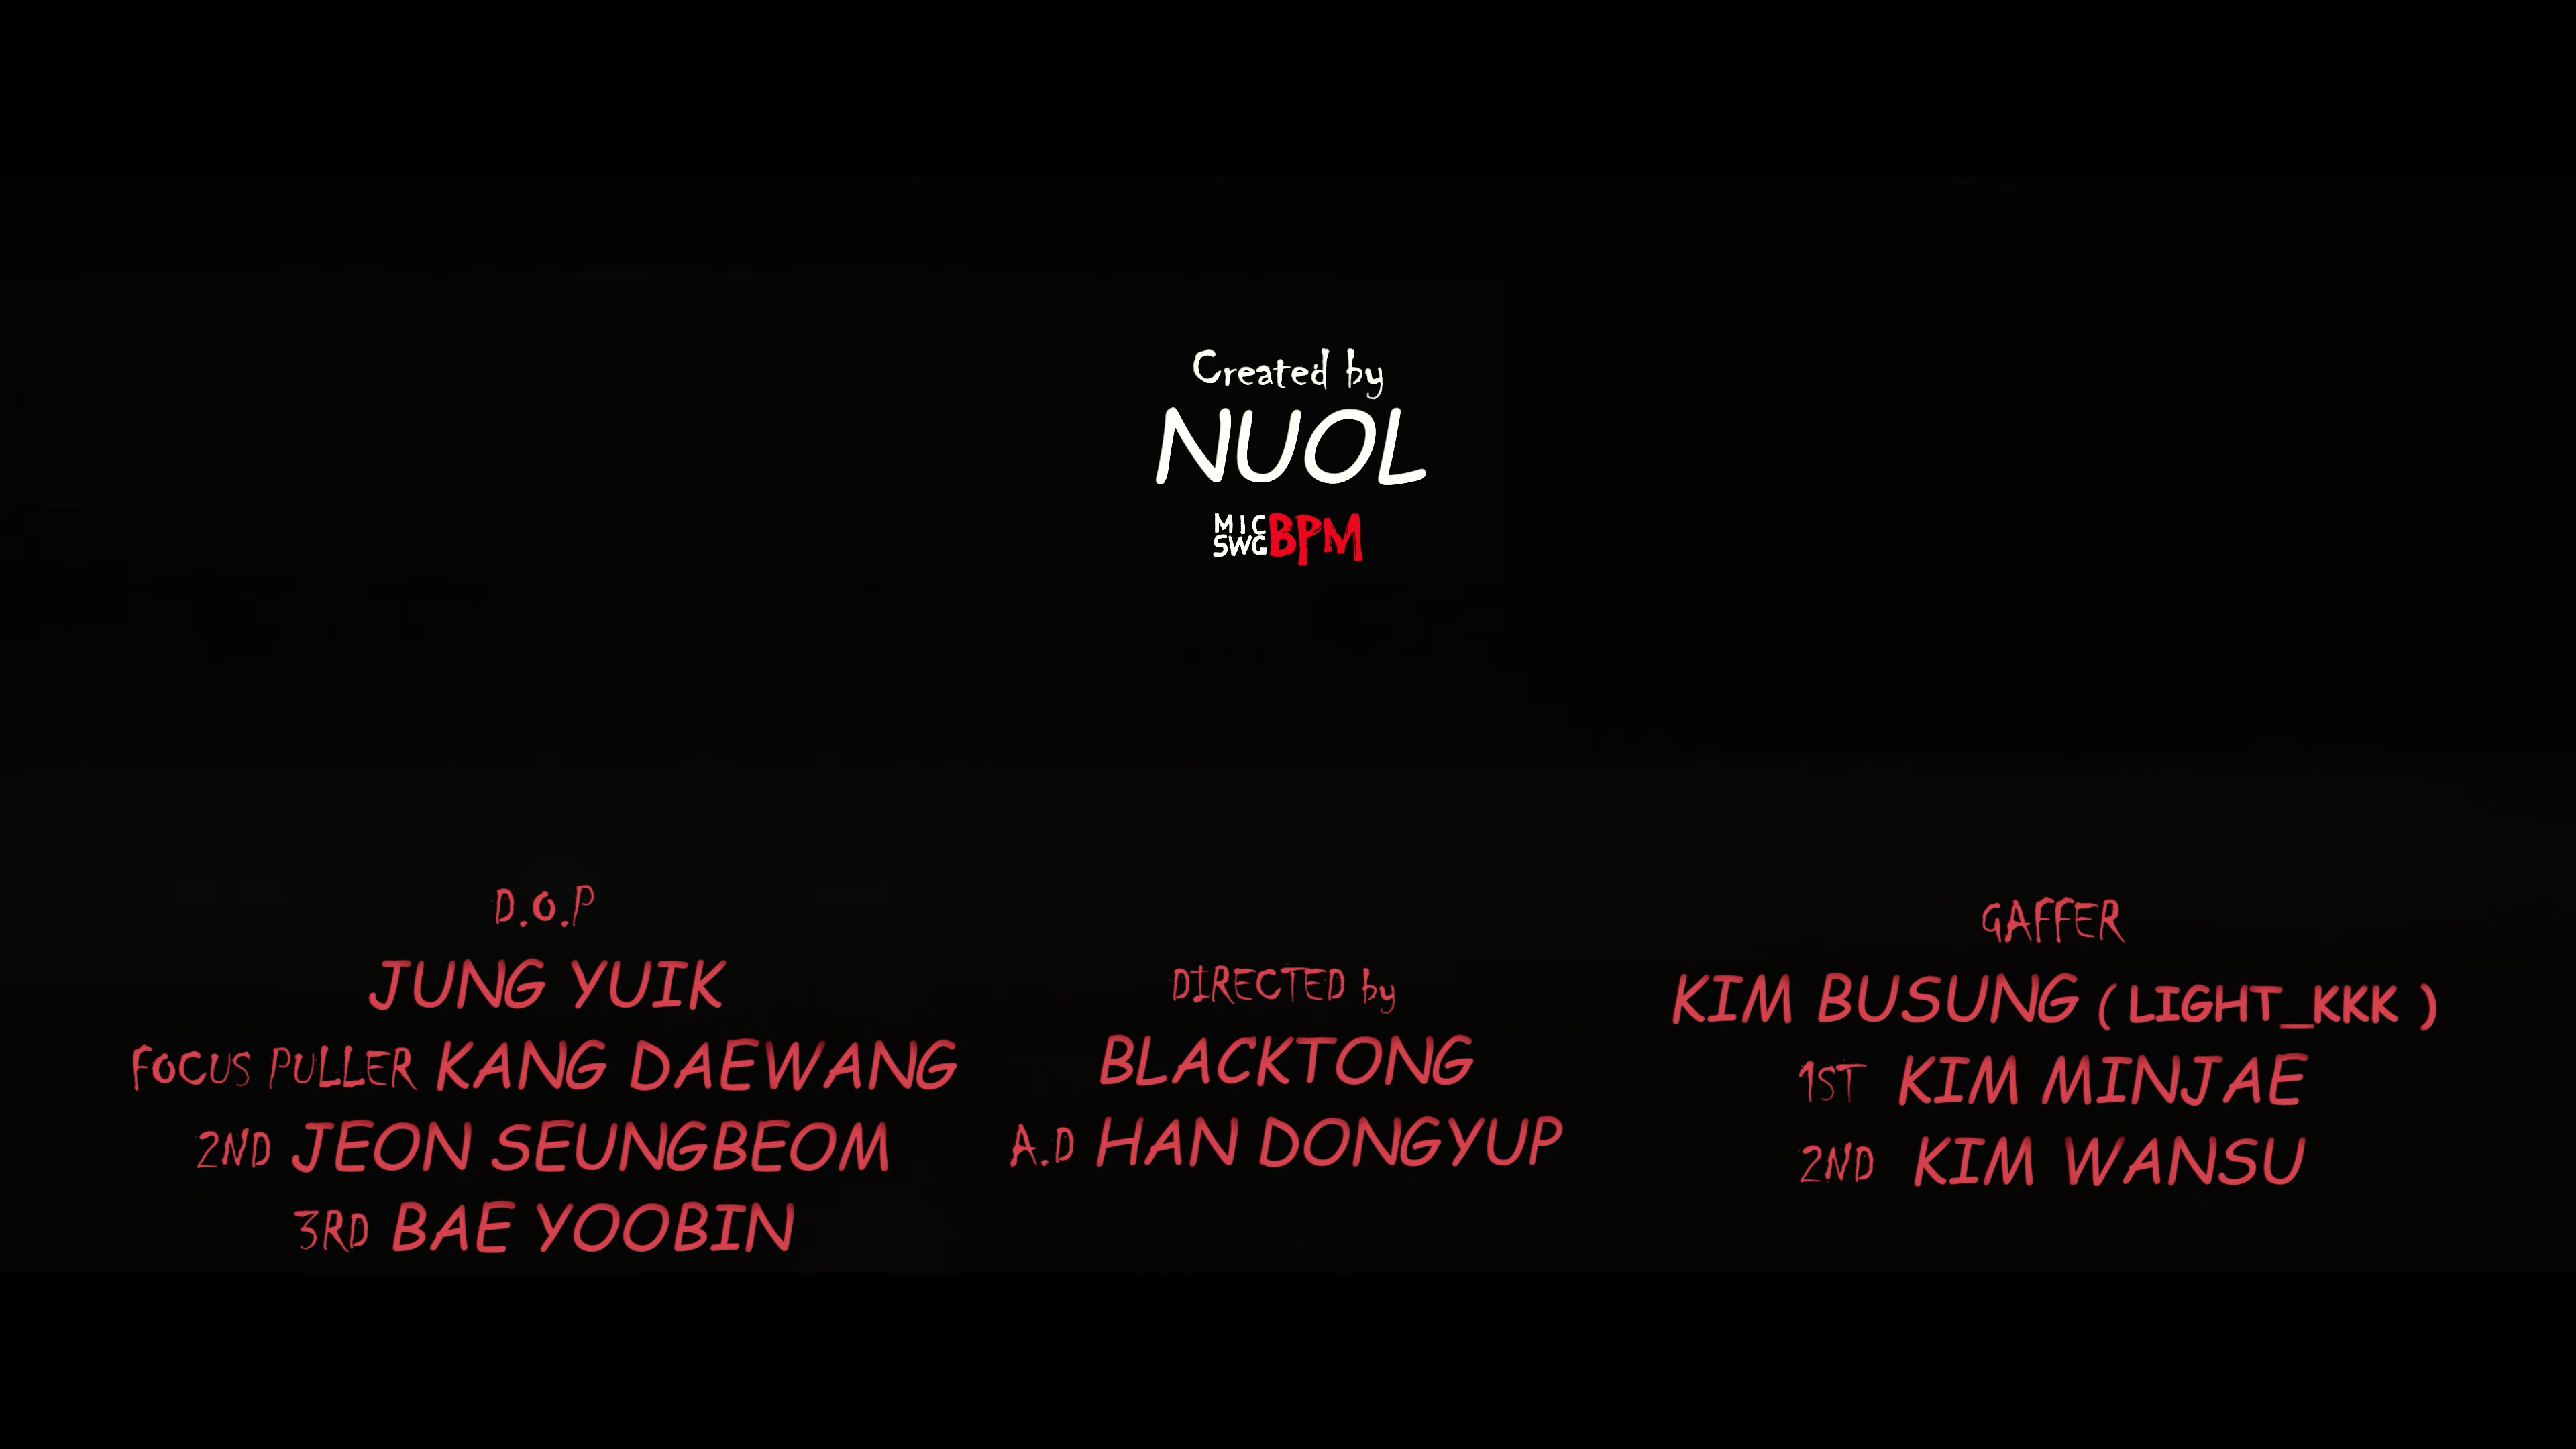 Created by
NUOL
MIC
SWG BPM
D.O.P
JUNG YUIK
FOCUS PULLER KANG DAEWANG
2ND JEON SEUNGBEOM
3RD BAE YOOBIN
DIRECTED by
BLACKTONG
A.D HAN DONGYUP
GAFFER
KIM BUSUNG ( LIGHT_KKK )
1ST KIM MINJAE
2ND KIM WANSU